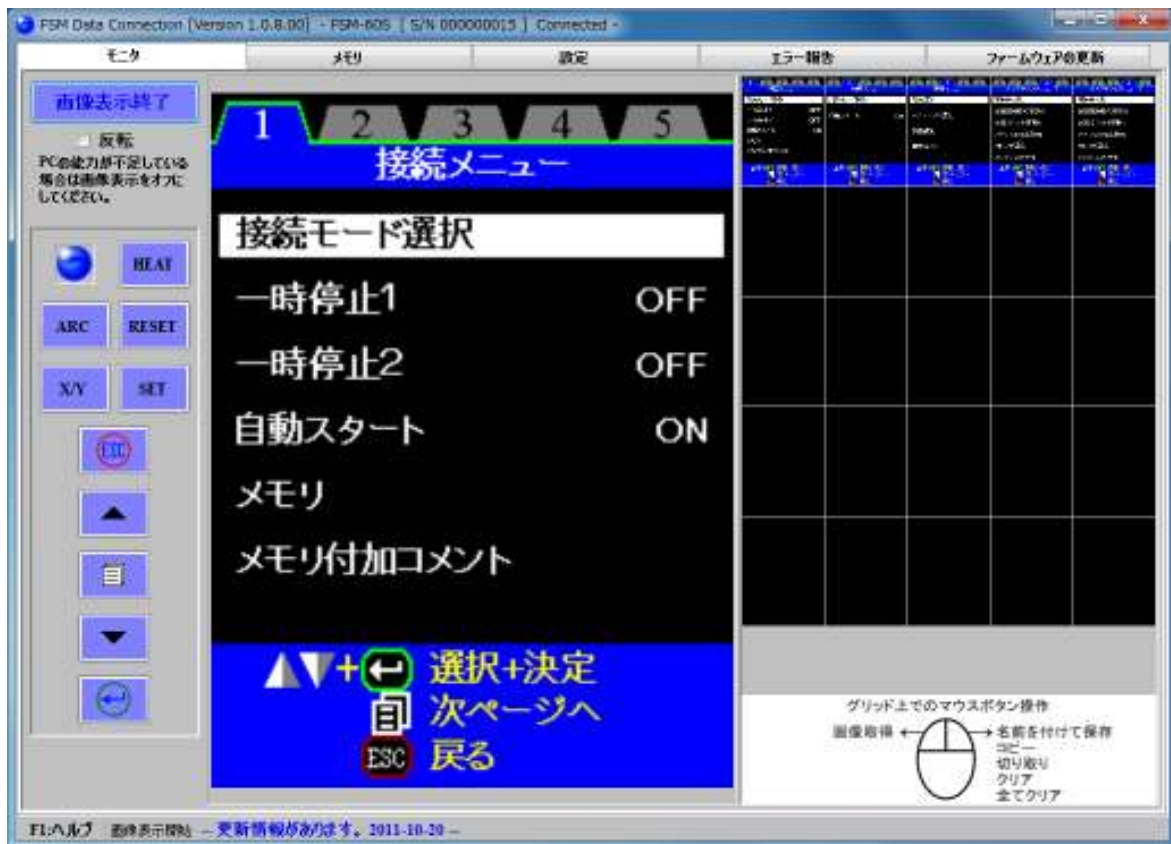 FSM Data Connection [Version 1.0.8.00] - FSM-60S [ S/N 000000015 ] Connected -
モニタ
メモリ
設定
エラー報告
ファームウェアの更新
画像表示終了
反転
PCの能力が不足している
場合は画像表示をオフに
してください。
HEAT
ARC
RESET
X/Y
SET
ESC
1
2
3
4
5
接続メニュー
接続モード選択
一時停止1 OFF
一時停止2 OFF
自動スタート ON
メモリ
メモリ付加コメント
+ 選択+決定
次ページへ
ESC 戻る
グリッド上でのマウスボタン操作
画像取得
名前を付けて保存
コピー
切り取り
クリア
全てクリア
F1:ヘルプ 画像表示開始 -- 更新情報があります。2011-10-20 --